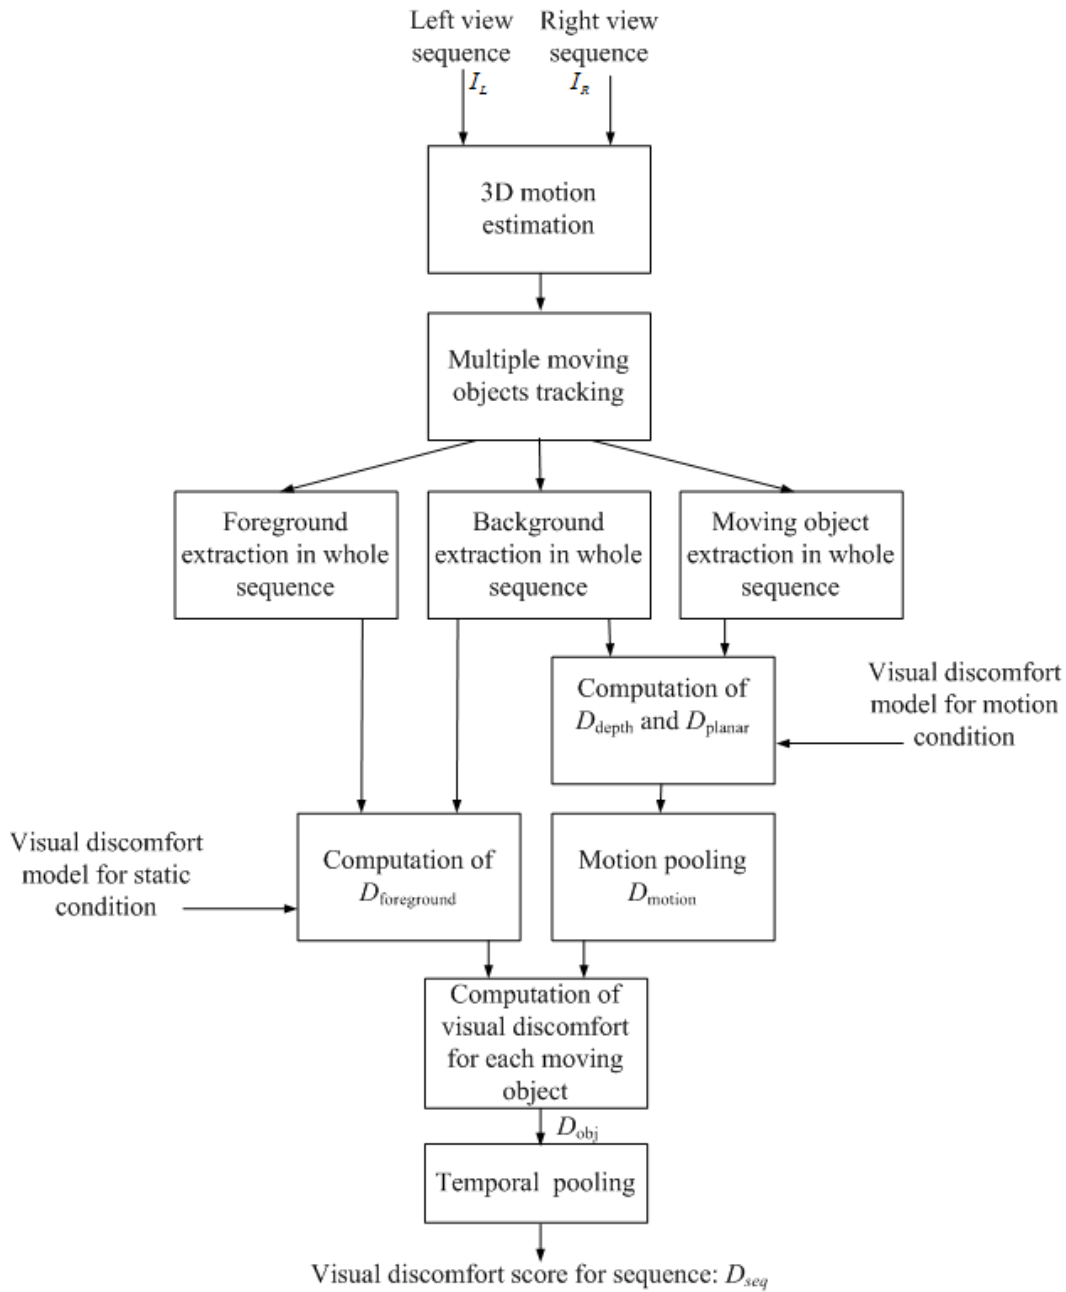 Left view
sequence
I_L
Right view
sequence
I_R
3D motion
estimation
Multiple moving
objects tracking
Foreground
extraction in whole
sequence
Background
extraction in whole
sequence
Moving object
extraction in whole
sequence
Computation of
D_depth and D_planar
Visual discomfort
model for motion
condition
Visual discomfort
model for static
condition
Computation of
D_foreground
Motion pooling
D_motion
Computation of
visual discomfort
for each moving
object
D_obj
Temporal pooling
Visual discomfort score for sequence: D_seq